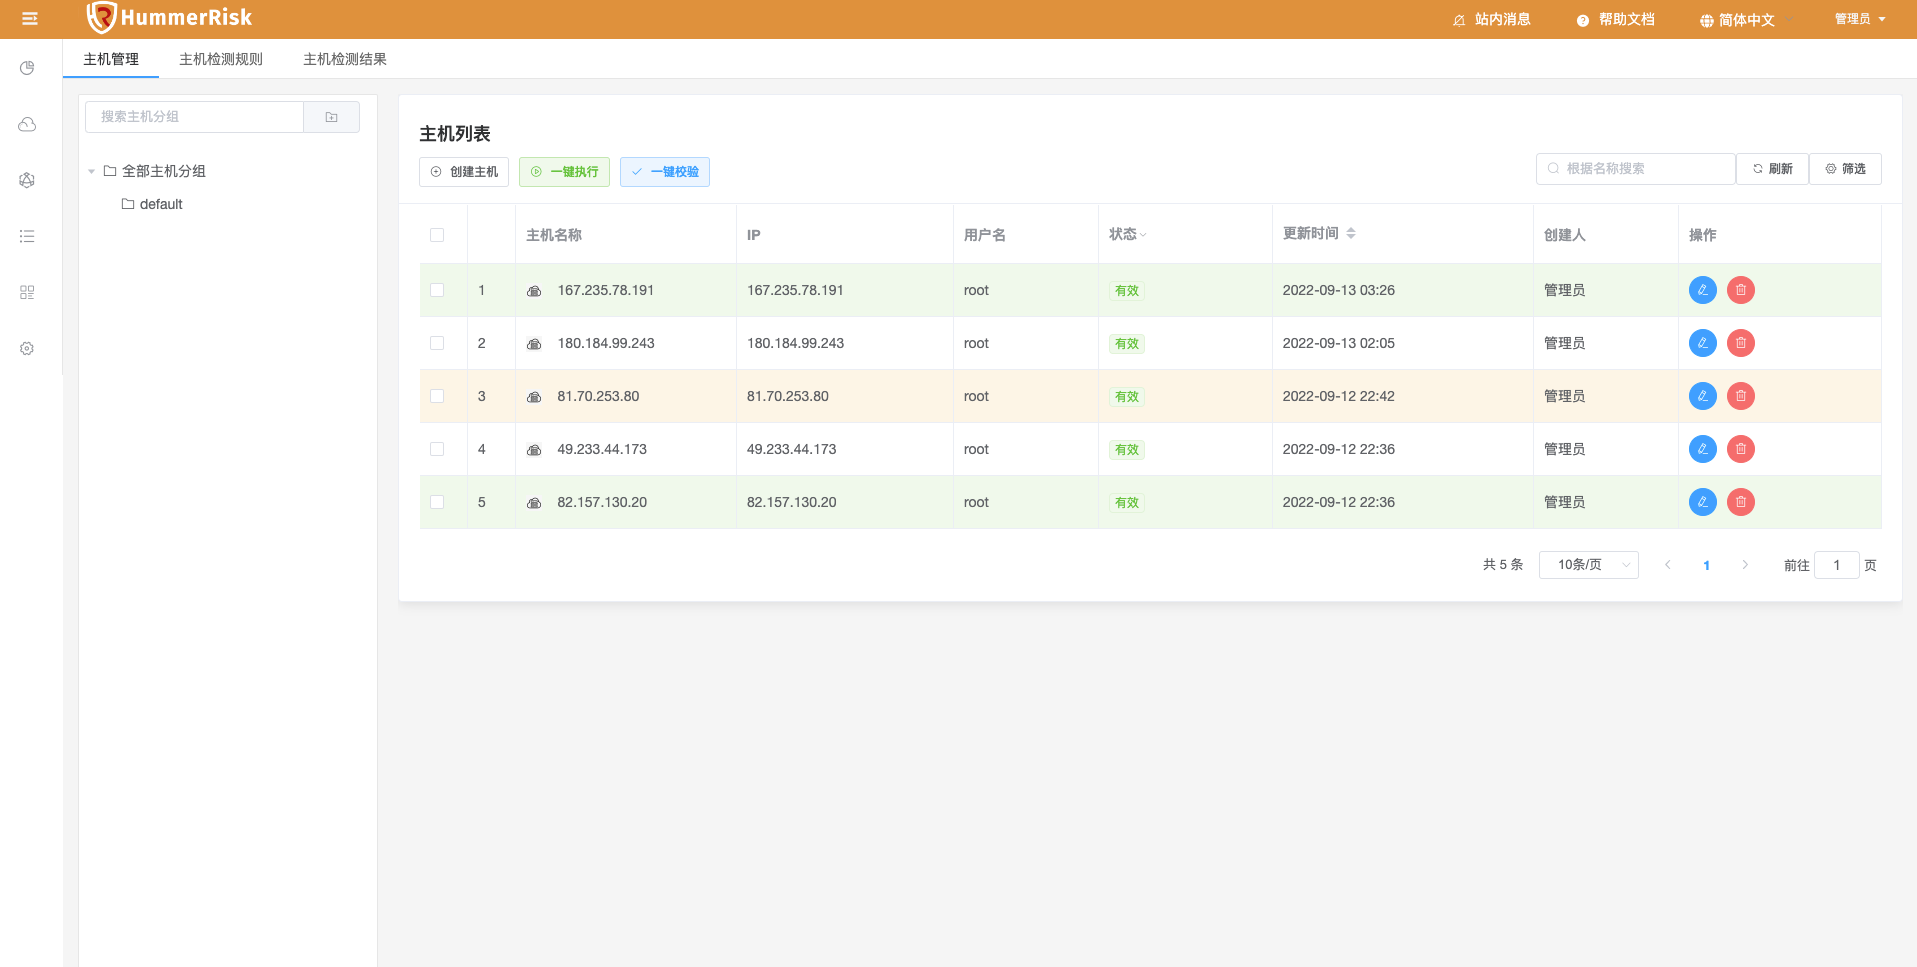 HummerRisk
站内消息
帮助文档
简体中文
管理员
主机管理 主机检测规则 主机检测结果
搜索主机分组
全部主机分组
default
主机列表
创建主机
一键执行
一键校验
根据名称搜索
刷新
筛选
主机名称 IP 用户名 状态 更新时间 创建人 操作
1 167.235.78.191 167.235.78.191 root 有效 2022-09-13 03:26 管理员
2 180.184.99.243 180.184.99.243 root 有效 2022-09-13 02:05 管理员
3 81.70.253.80 81.70.253.80 root 有效 2022-09-12 22:42 管理员
4 49.233.44.173 49.233.44.173 root 有效 2022-09-12 22:36 管理员
5 82.157.130.20 82.157.130.20 root 有效 2022-09-12 22:36 管理员
共 5 条 10条/页 1 前往 1 页